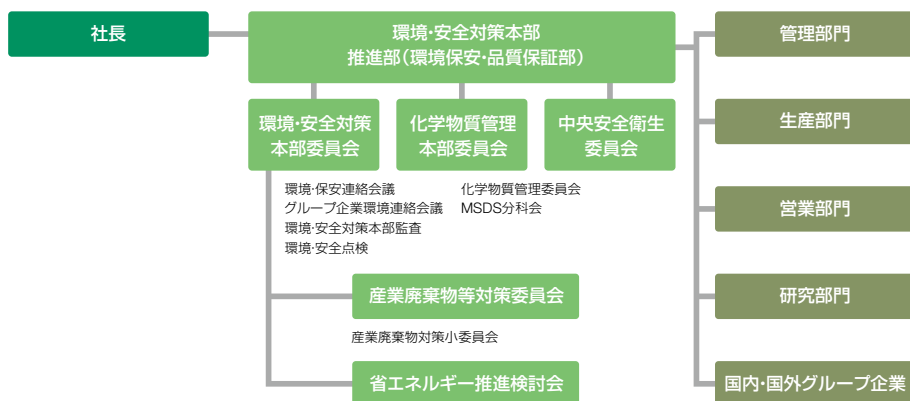 社長
環境・安全対策本部
推進部（環境保安・品質保証部）
環境・安全対策
本部委員会
化学物質管理
本部委員会
中央安全衛生
委員会
環境・保安連絡会議
グループ企業環境連絡会議
環境・安全対策本部監査
環境・安全点検
化学物質管理委員会
MSDS分科会
産業廃棄物等対策委員会
産業廃棄物対策小委員会
省エネルギー推進検討会
管理部門
生産部門
営業部門
研究部門
国内・国外グループ企業